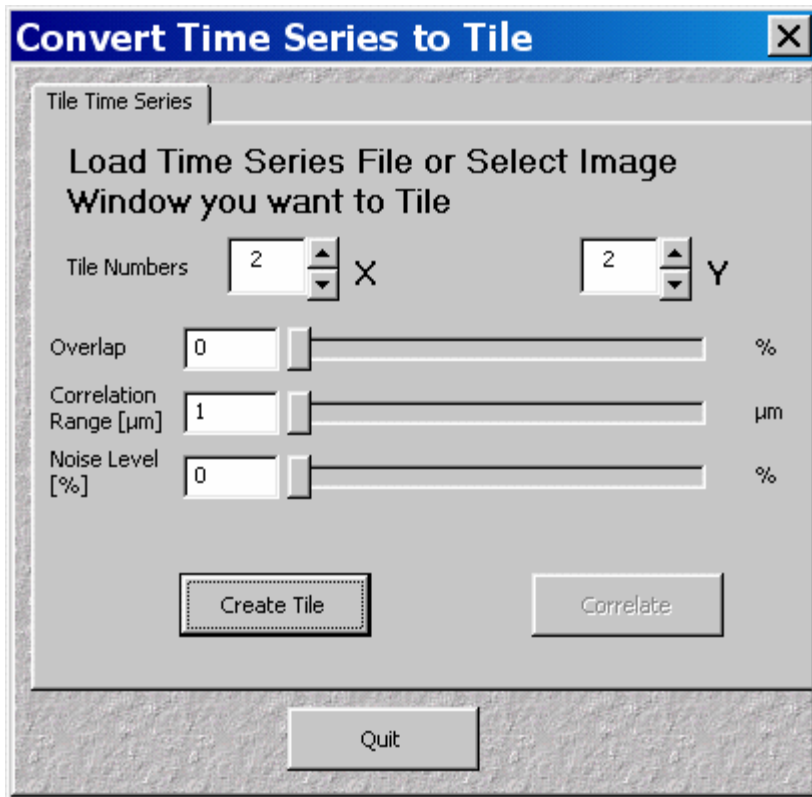 Convert Time Series to Tile
Tile Time Series
Load Time Series File or Select Image
Window you want to Tile
Tile Numbers 2 X 2 Y
Overlap 0 %
Correlation
Range [µm] 1 µm
Noise Level
[%] 0 %
Create Tile Correlate
Quit